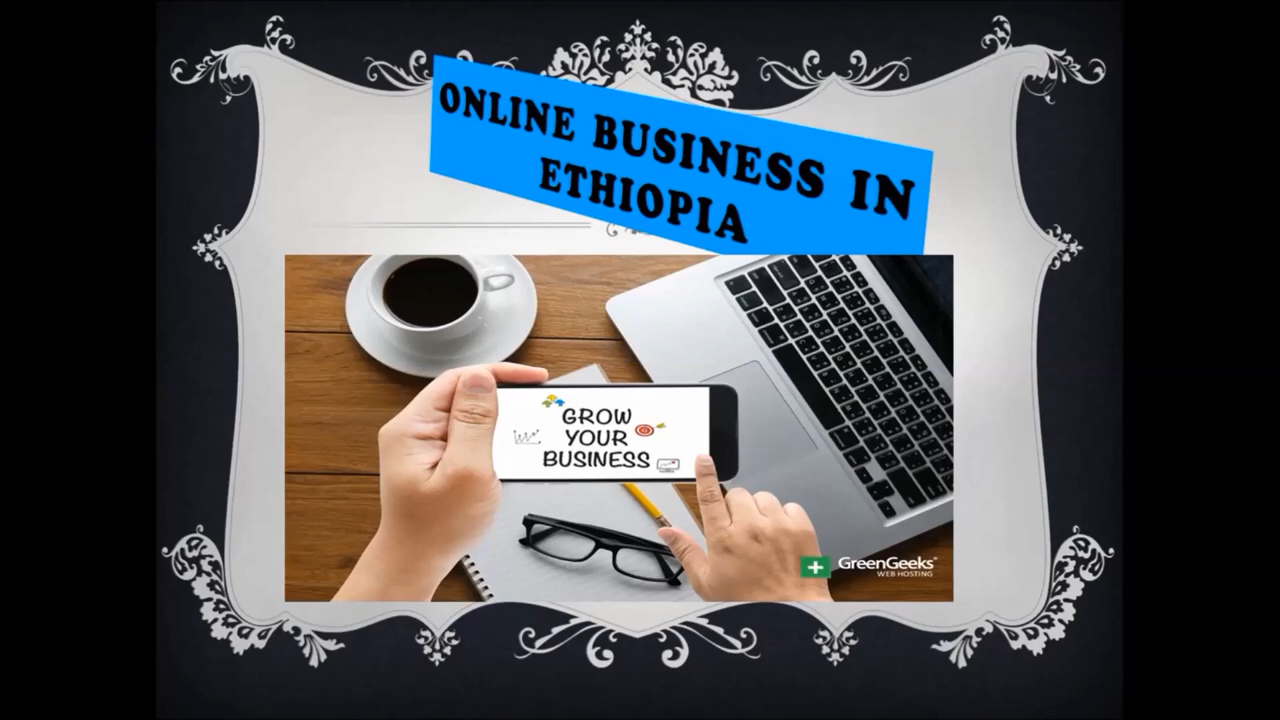 ONLINE BUSINESS IN
ETHIOPIA
GROW
YOUR
BUSINESS
GreenGeeks
WEB HOSTING